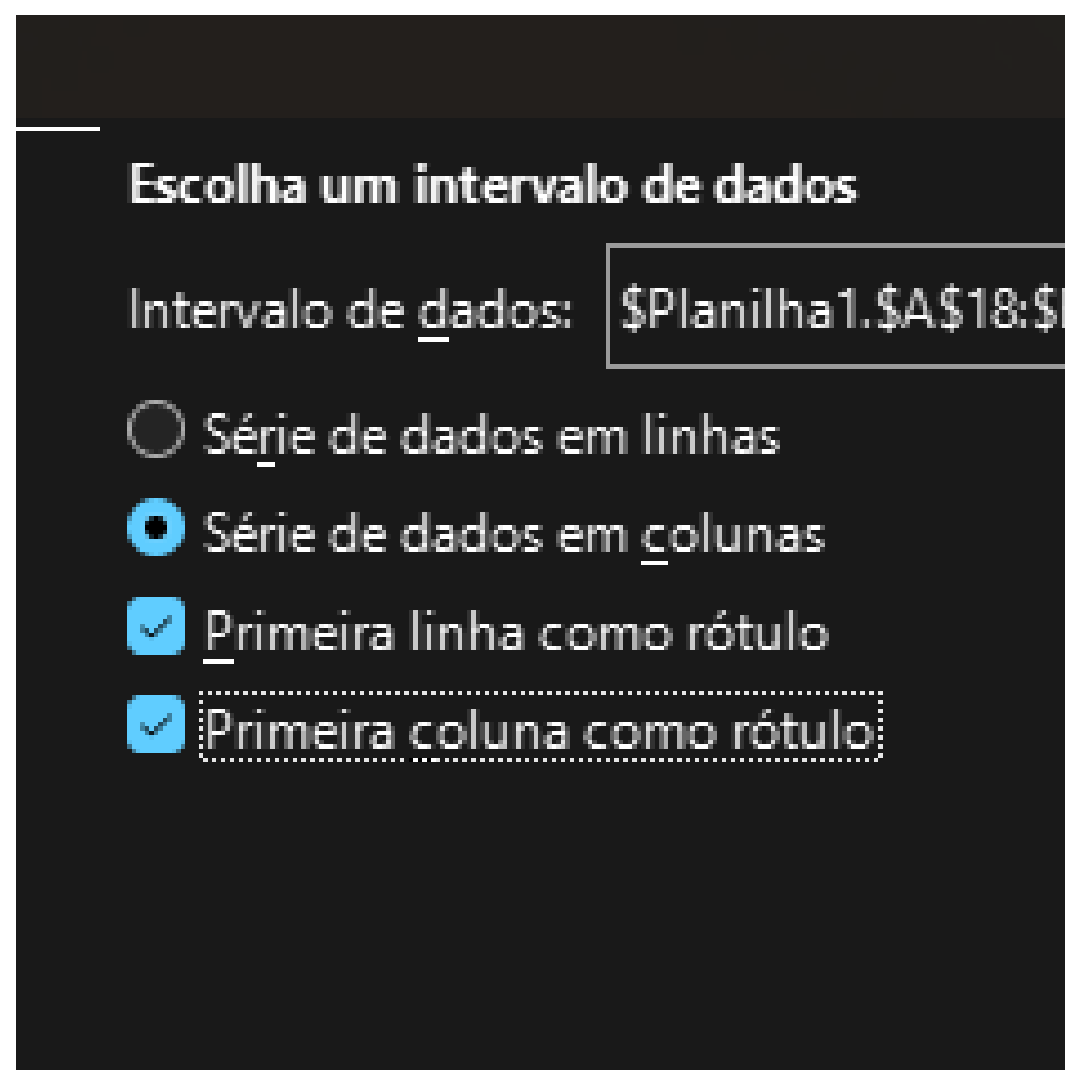 Escolha um intervalo de dados
Intervalo de dados: $Planilha1.$A$18:$
Série de dados em linhas
Série de dados em colunas
Primeira linha como rótulo
Primeira coluna como rótulo